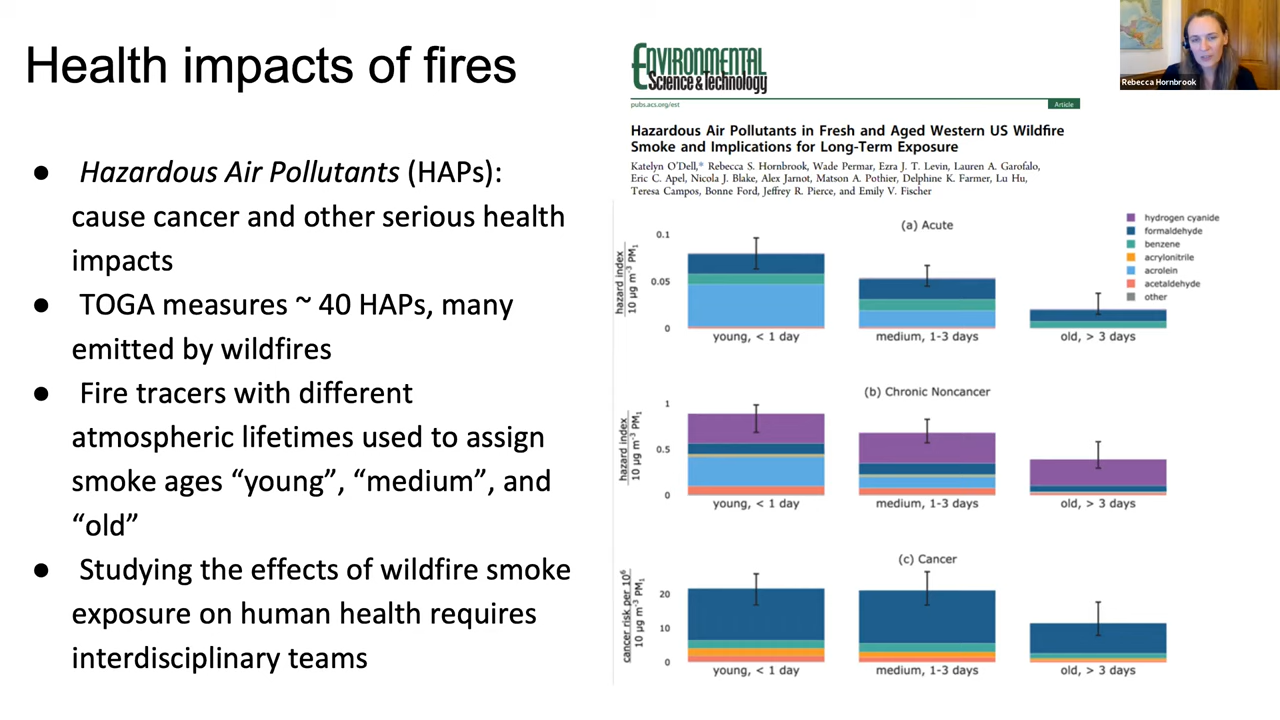 Health impacts of fires
● Hazardous Air Pollutants (HAPs):
cause cancer and other serious health
impacts
● TOGA measures ~ 40 HAPs, many
emitted by wildfires
● Fire tracers with different
atmospheric lifetimes used to assign
smoke ages “young”, “medium”, and
“old”
● Studying the effects of wildfire smoke
exposure on human health requires
interdisciplinary teams
ENVIRONMENTAL
Science & Technology
pubs.acs.org/est
Article
Hazardous Air Pollutants in Fresh and Aged Western US Wildfire
Smoke and Implications for Long-Term Exposure
Katelyn O'Dell,* Rebecca S. Hornbrook, Wade Permar, Ezra J. T. Levin, Lauren A. Garofalo,
Eric C. Apel, Nicola J. Blake, Alex Jarnot, Matson A. Pothier, Delphine K. Farmer, Lu Hu,
Teresa Campos, Bonne Ford, Jeffrey R. Pierce, and Emily V. Fischer
(a) Acute
hazard index
10 µg m⁻³ PM₁
0.1
0.05
0
young, < 1 day
medium, 1-3 days
old, > 3 days
hydrogen cyanide
formaldehyde
benzene
acrylonitrile
acrolein
acetaldehyde
other
(b) Chronic Noncancer
hazard index
10 µg m⁻³ PM₁
1
0.5
0
young, < 1 day
medium, 1-3 days
old, > 3 days
(c) Cancer
cancer risk per 10⁶
10 µg m⁻³ PM₁
20
10
0
young, < 1 day
medium, 1-3 days
old, > 3 days
Rebecca Hornbrook